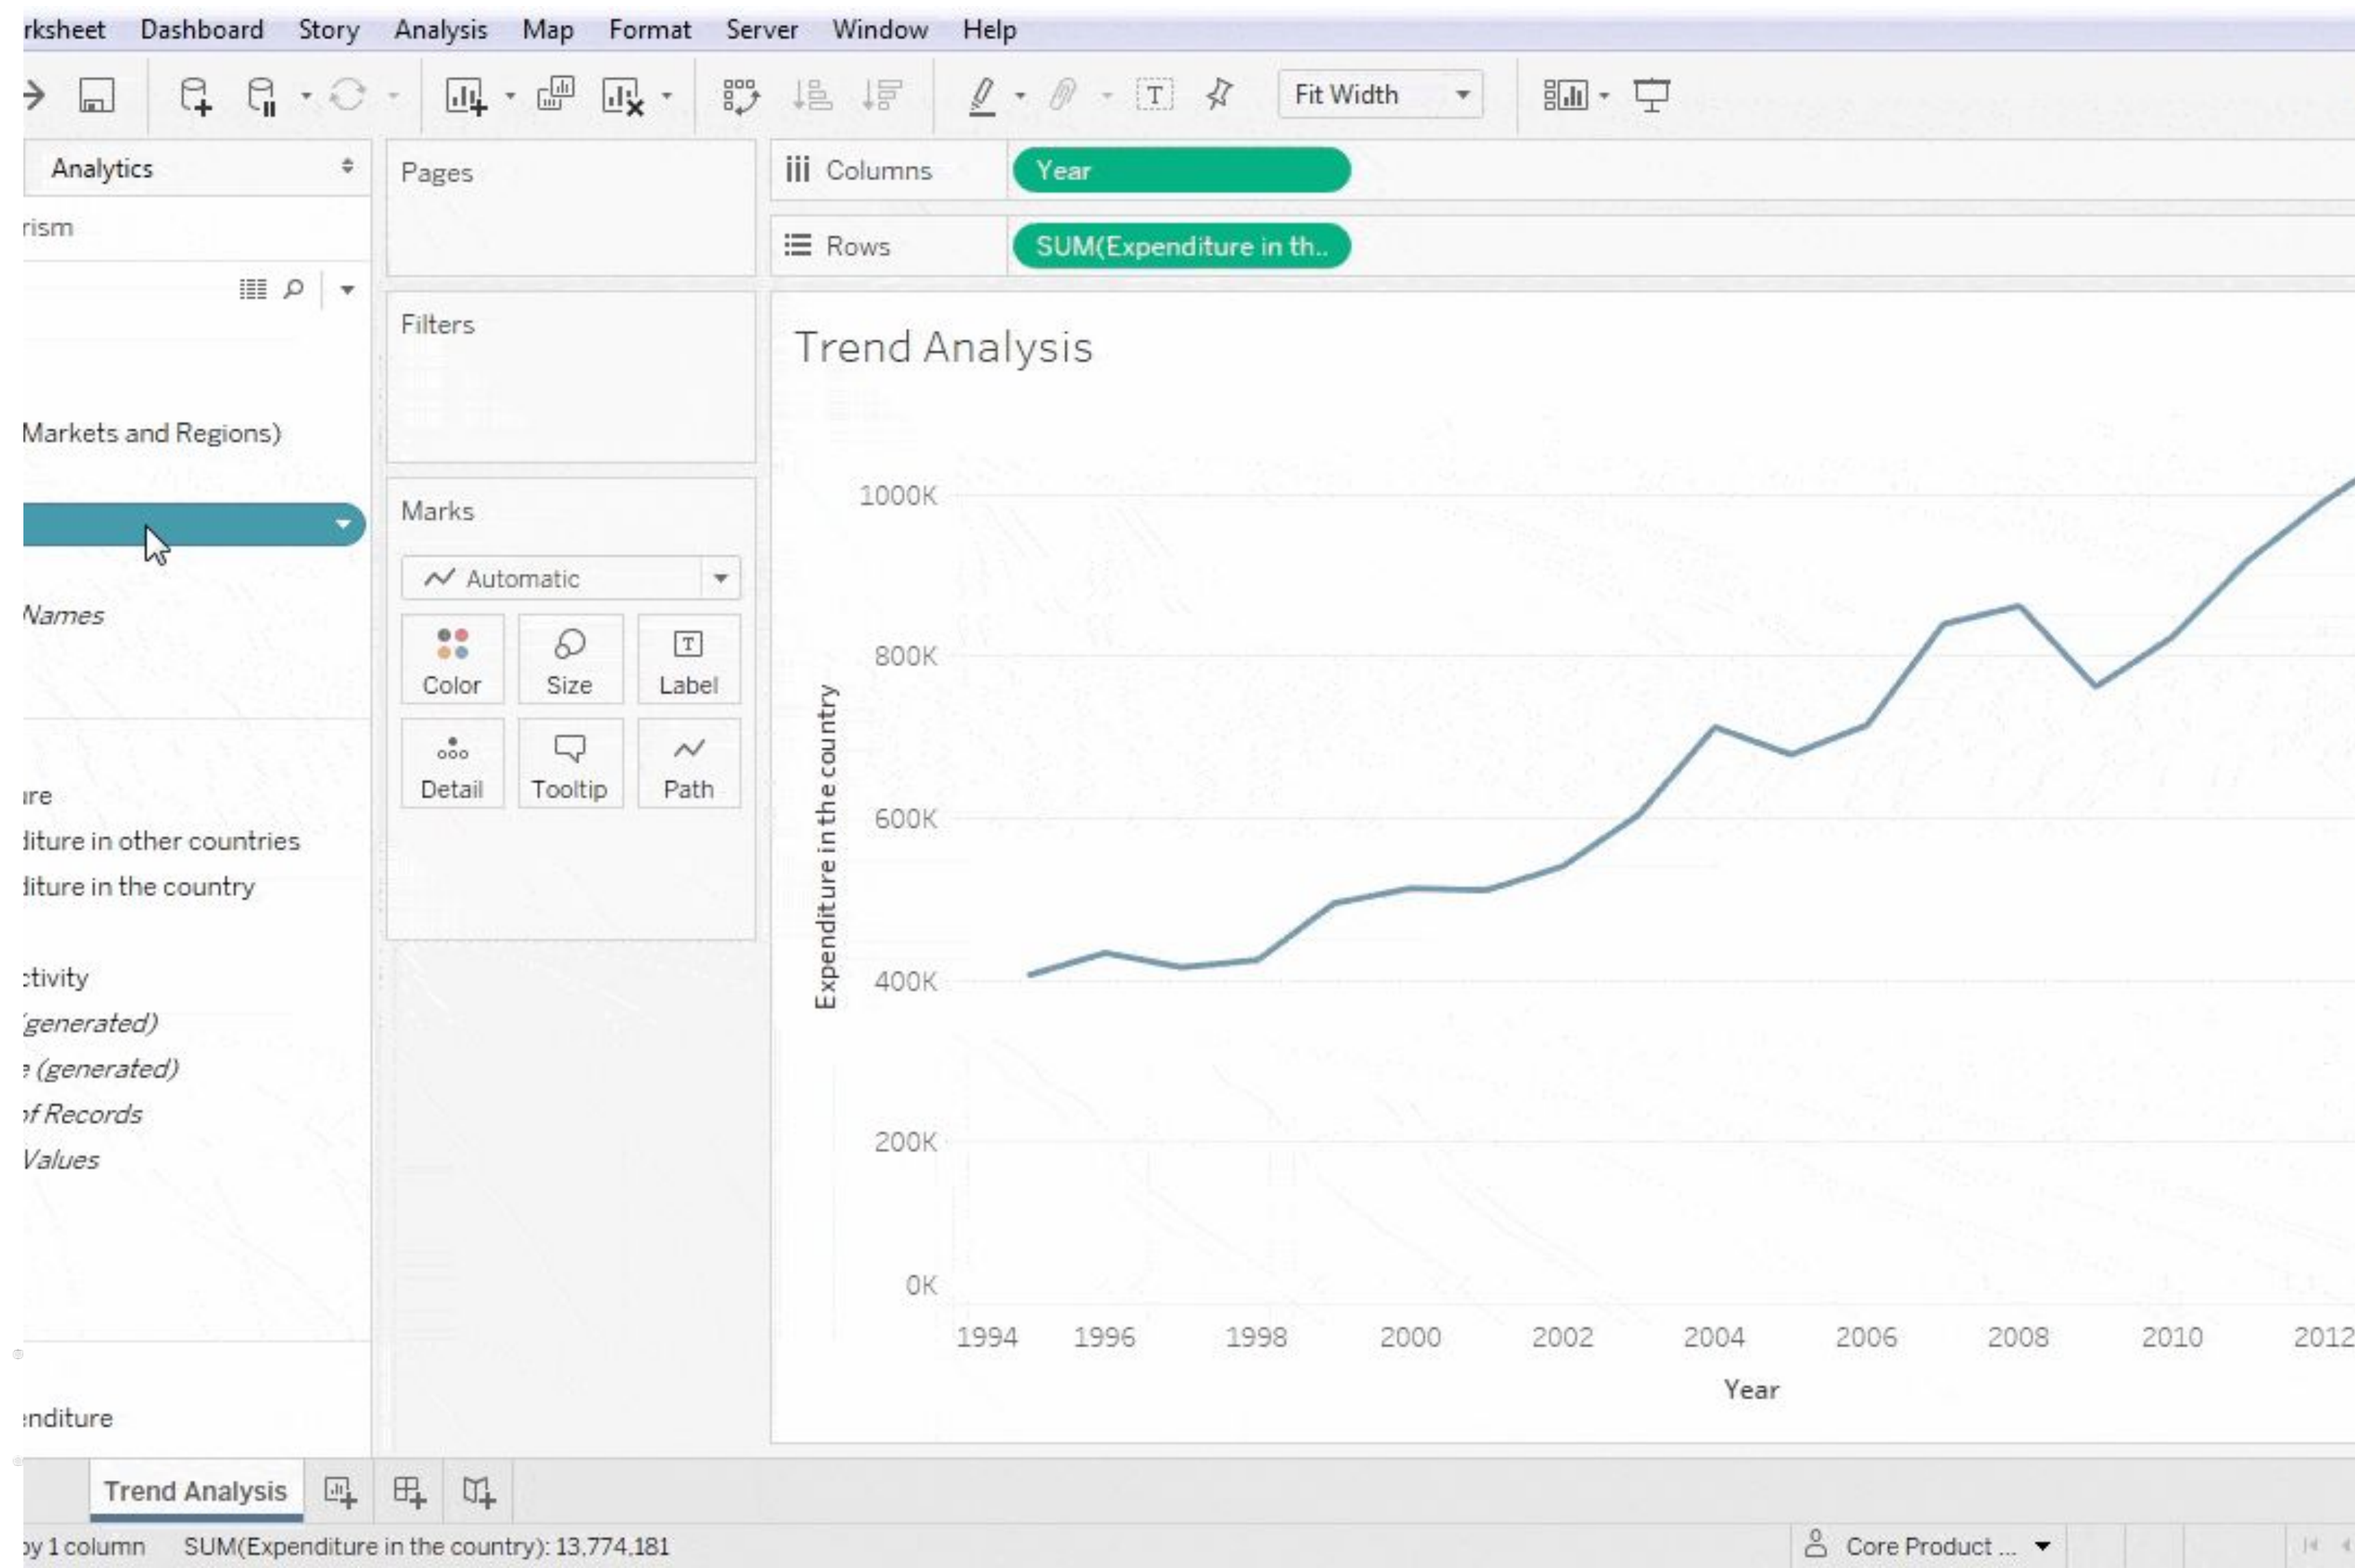 rksheet Dashboard Story Analysis Map Format Server Window Help
Fit Width
Analytics
rism
Markets and Regions)
Names
ire
diture in other countries
diture in the country
ctivity
(generated)
e (generated)
of Records
Values
enditure
Pages
Filters
Marks
Automatic
Color Size Label
Detail Tooltip Path
Columns Year
Rows SUM(Expenditure in th..
Trend Analysis
Expenditure in the country
1000K
800K
600K
400K
200K
0K
1994 1996 1998 2000 2002 2004 2006 2008 2010 2012
Year
Trend Analysis
by 1 column SUM(Expenditure in the country): 13,774,181
Core Product ...